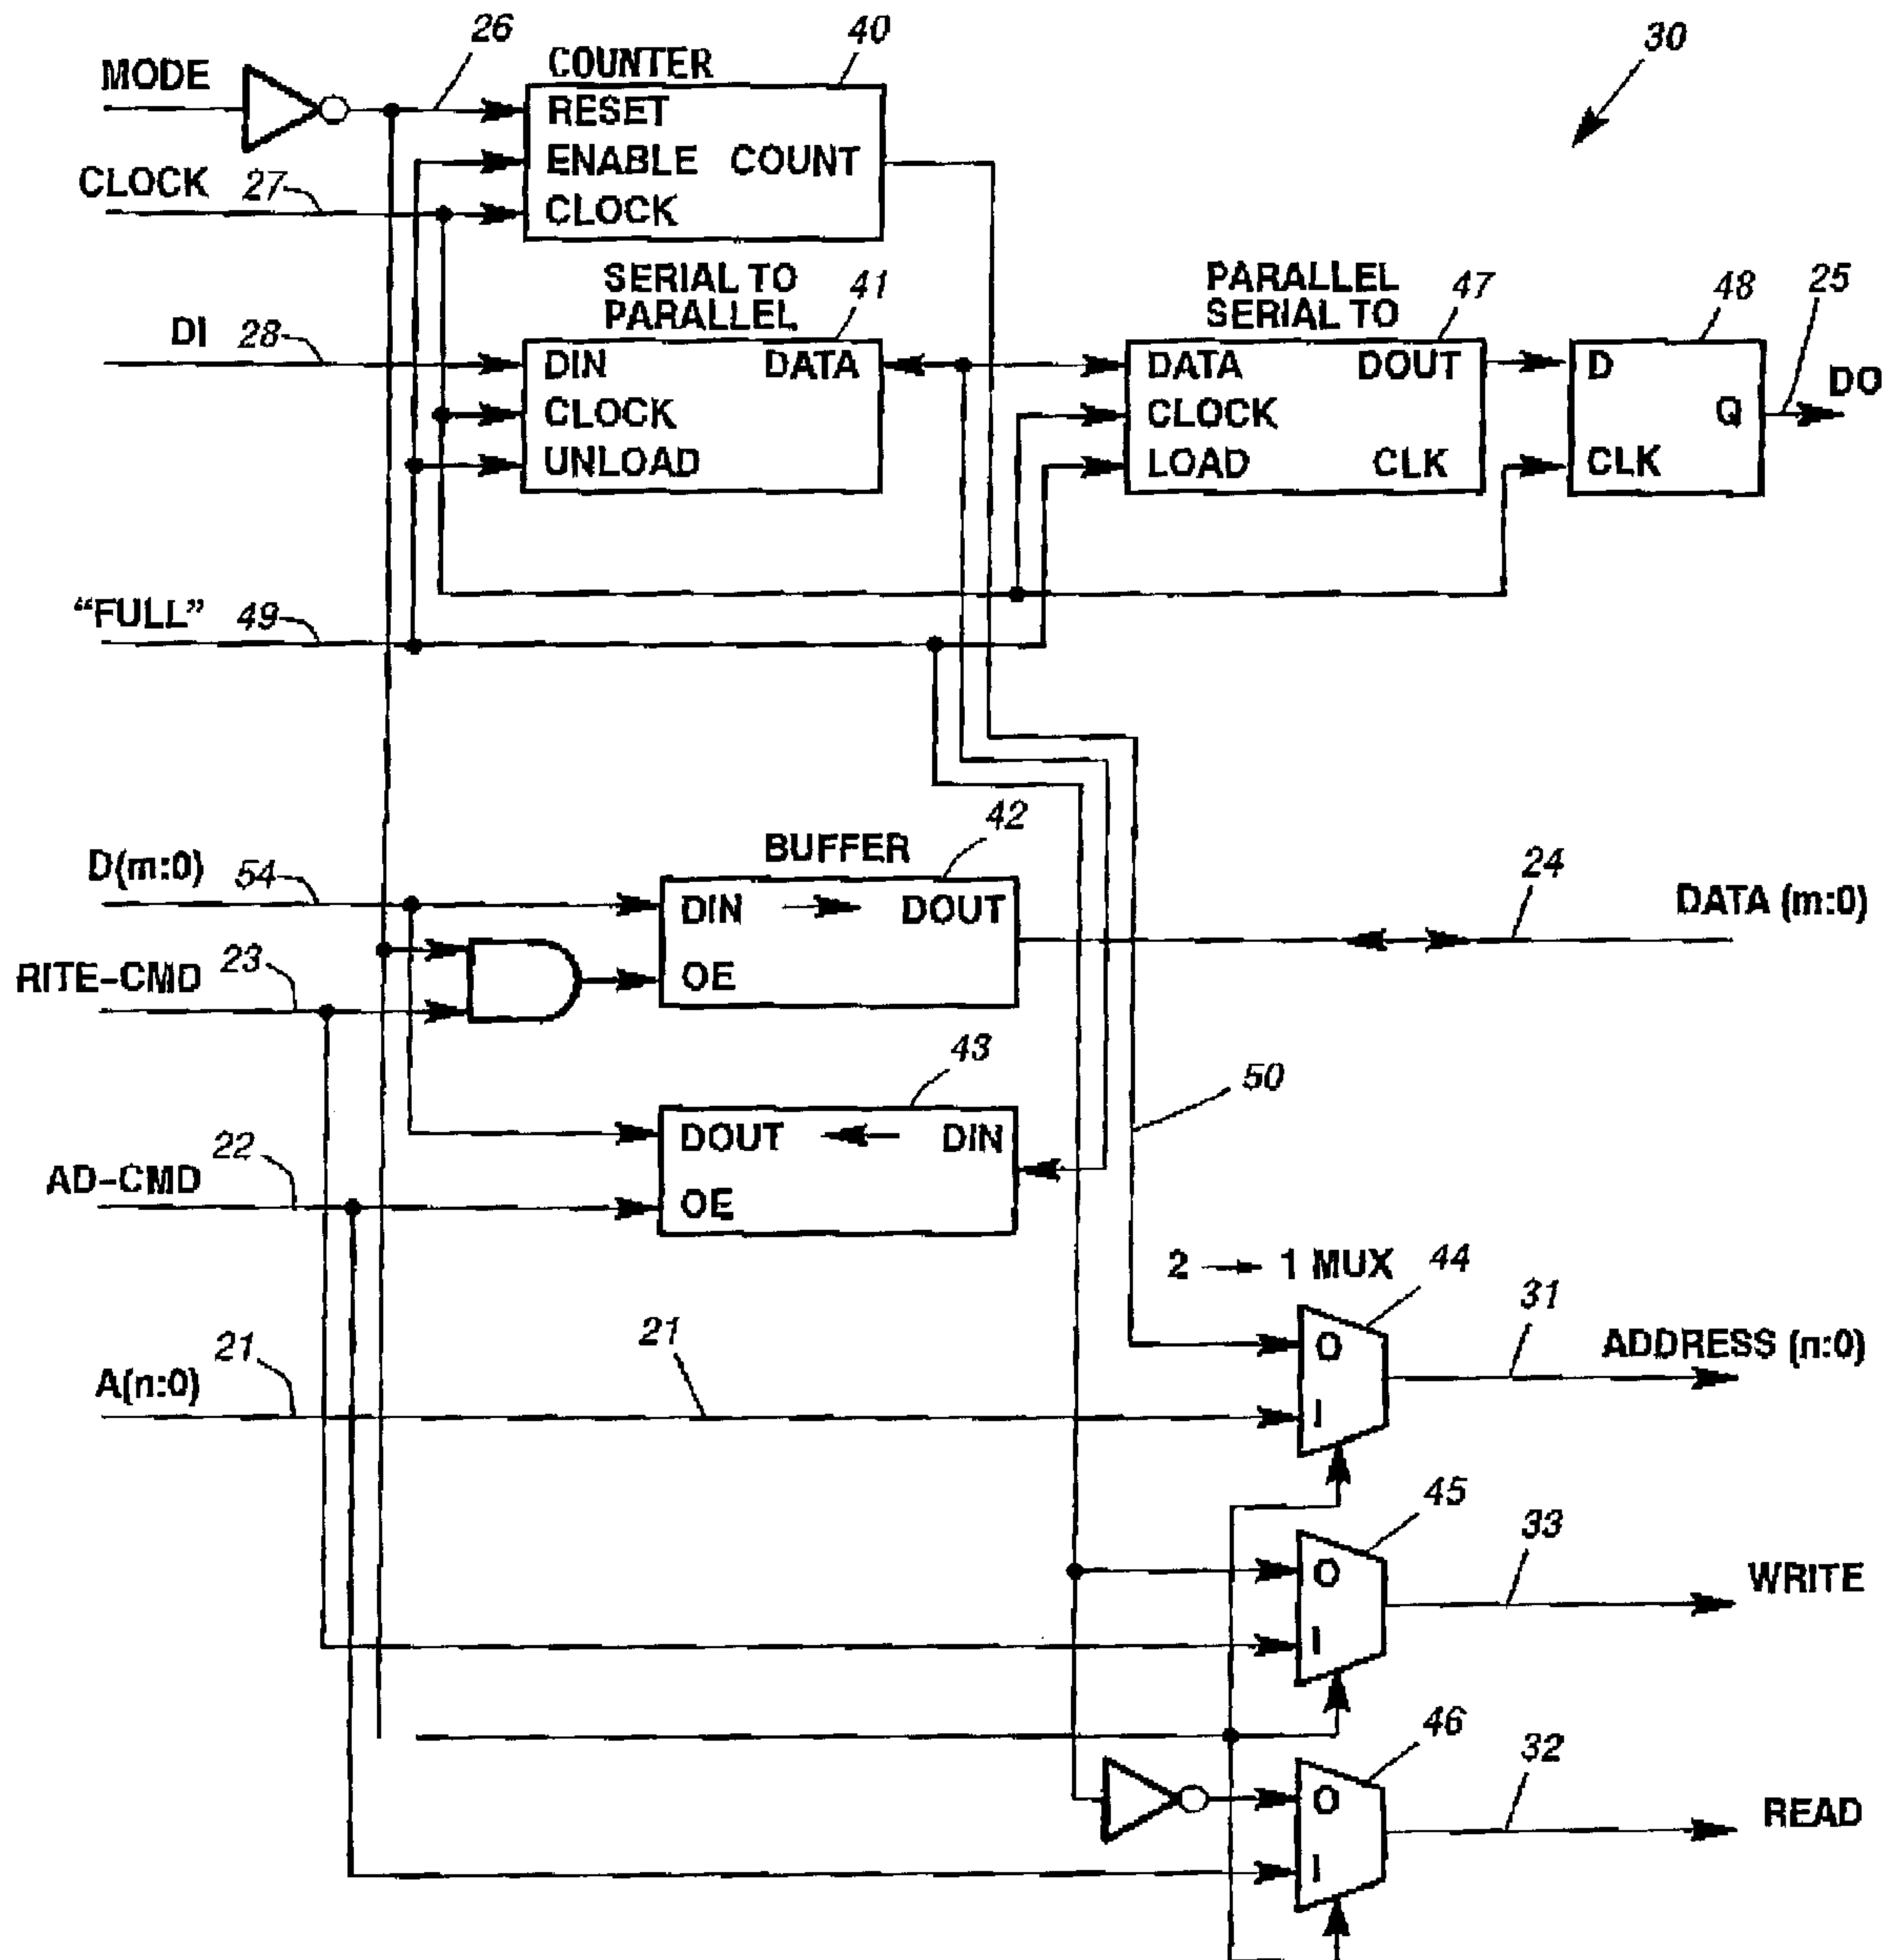 26
40
30
MODE
COUNTER
RESET
ENABLE COUNT
CLOCK
CLOCK 27
SERIAL TO
PARALLEL
41
PARALLEL
SERIAL TO
47
48
25
DI 28
DIN DATA
CLOCK
UNLOAD
DATA DOUT
CLOCK
LOAD CLK
D
Q
CLK
DO
“FULL” 49
D(m:0) 54
BUFFER
42
DIN DOUT
OE
24
DATA (m:0)
RITE-CMD 23
43
DOUT DIN
OE
50
AD-CMD 22
2 → 1 MUX 44
O
I
31
ADDRESS (n:0)
A(n:0) 21
21
45
O
I
33
WRITE
46
O
I
32
READ